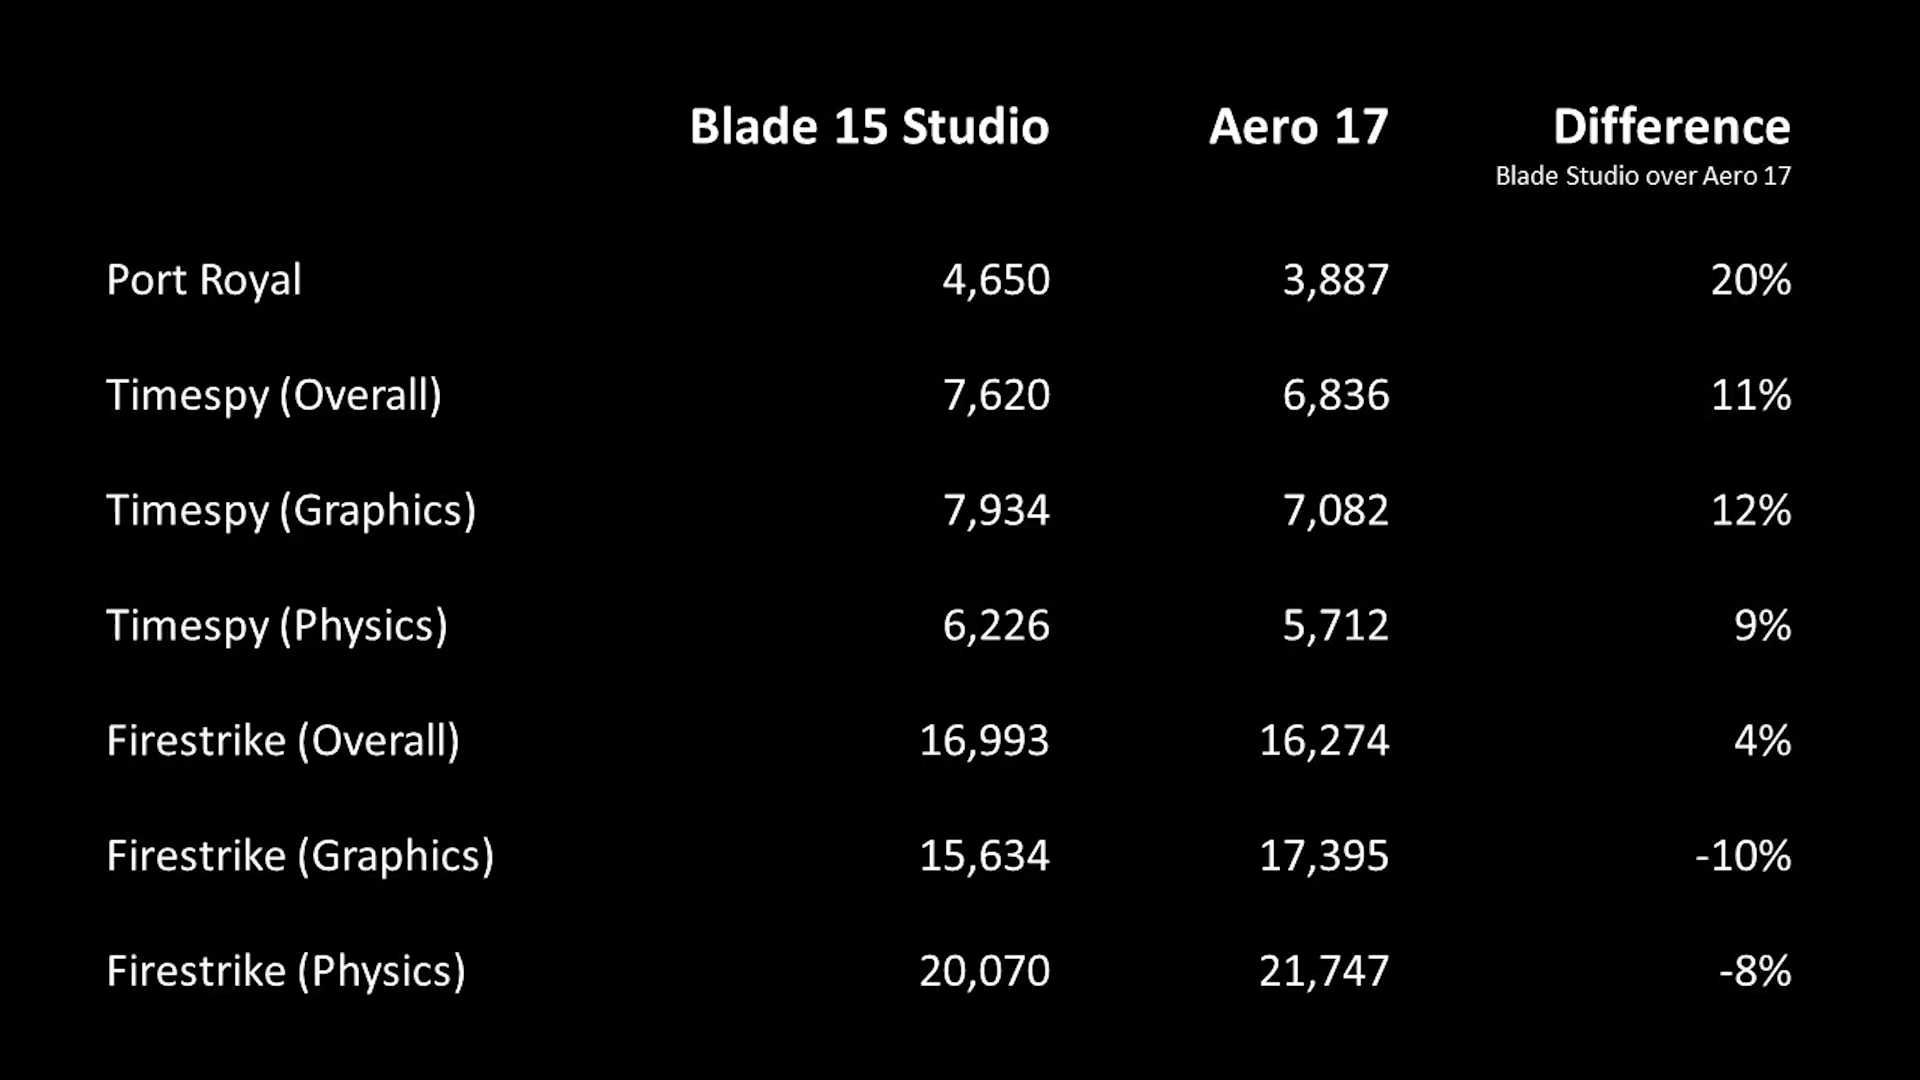 Blade 15 Studio Aero 17 Difference
Blade Studio over Aero 17
Port Royal 4,650 3,887 20%
Timespy (Overall) 7,620 6,836 11%
Timespy (Graphics) 7,934 7,082 12%
Timespy (Physics) 6,226 5,712 9%
Firestrike (Overall) 16,993 16,274 4%
Firestrike (Graphics) 15,634 17,395 -10%
Firestrike (Physics) 20,070 21,747 -8%